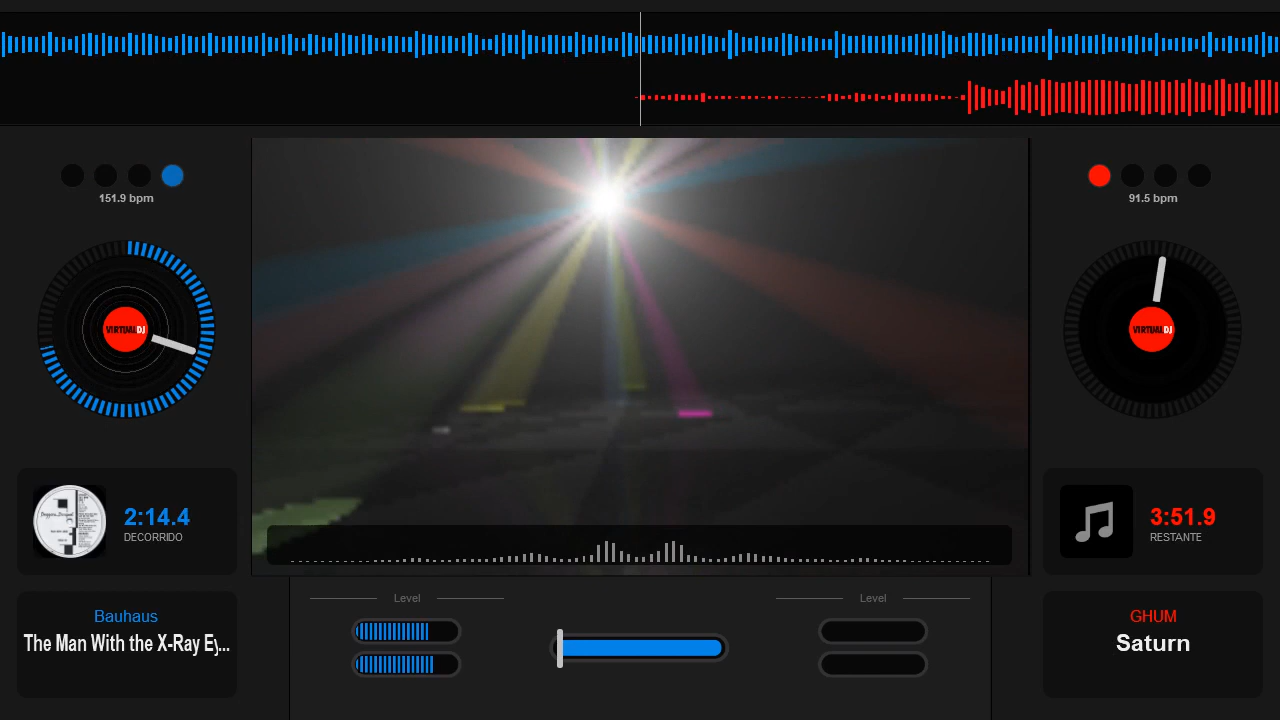 151.9 bpm
91.5 bpm
VIRTUALDJ
VIRTUALDJ
2:14.4
DECORRIDO
3:51.9
RESTANTE
Bauhaus
The Man With the X-Ray Ey...
Level
Level
GHUM
Saturn